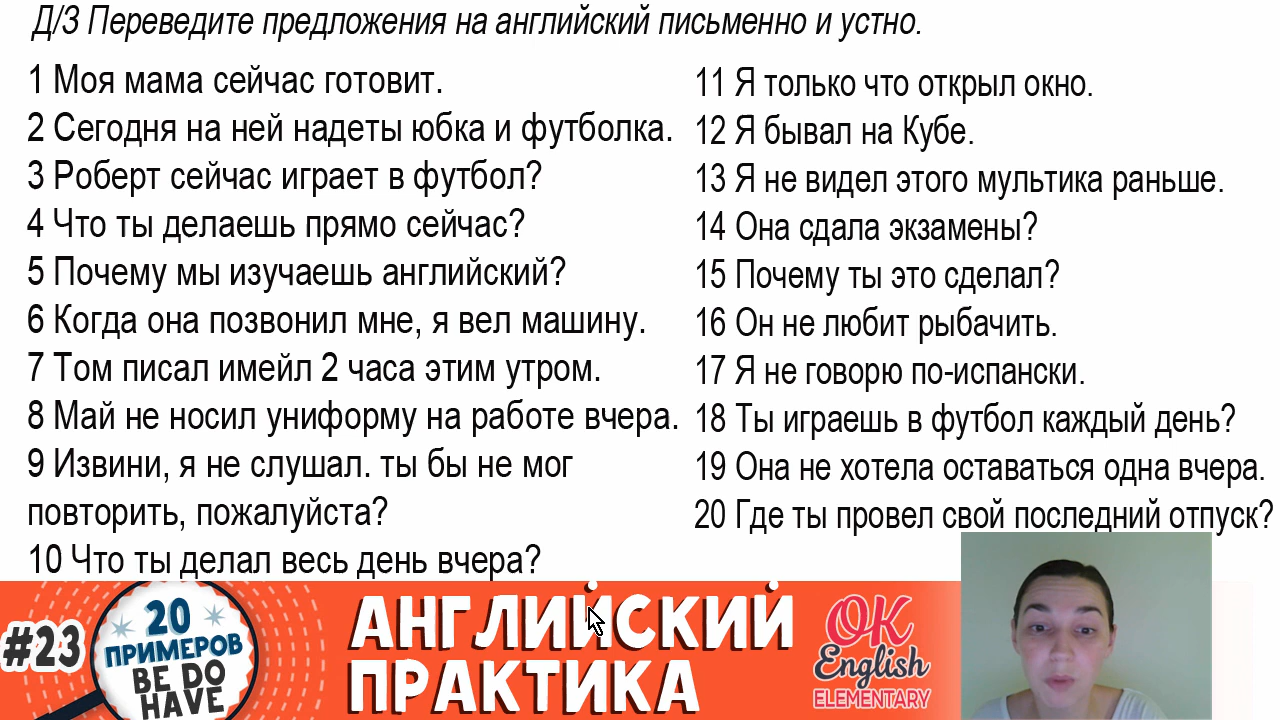 Д/З Переведите предложения на английский письменно и устно.
1 Моя мама сейчас готовит.
2 Сегодня на ней надеты юбка и футболка.
3 Роберт сейчас играет в футбол?
4 Что ты делаешь прямо сейчас?
5 Почему мы изучаешь английский?
6 Когда она позвонил мне, я вел машину.
7 Том писал имейл 2 часа этим утром.
8 Май не носил униформу на работе вчера.
9 Извини, я не слушал. ты бы не мог
повторить, пожалуйста?
10 Что ты делал весь день вчера?
11 Я только что открыл окно.
12 Я бывал на Кубе.
13 Я не видел этого мультика раньше.
14 Она сдала экзамены?
15 Почему ты это сделал?
16 Он не любит рыбачить.
17 Я не говорю по-испански.
18 Ты играешь в футбол каждый день?
19 Она не хотела оставаться одна вчера.
20 Где ты провел свой последний отпуск?
#23
20
ПРИМЕРОВ
BE DO
HAVE
АНГЛИЙСКИЙ
ПРАКТИКА
OK
English
ELEMENTARY